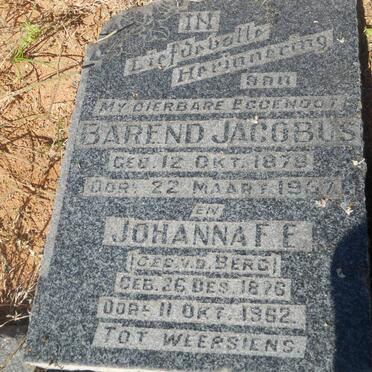 IN
Liefdevolle
Herinnering
aan
MY DIERBARE EGGENOOT
BAREND JACOBUS
GEB. 12 OKT. 1879
OORL. 22 MAART 1957
EN
JOHANNA F. E.
(GEB. V.D. BERG)
GEB. 26 DES. 1876
OORL. 11 OKT. 1962.
TOT WEERSIENS